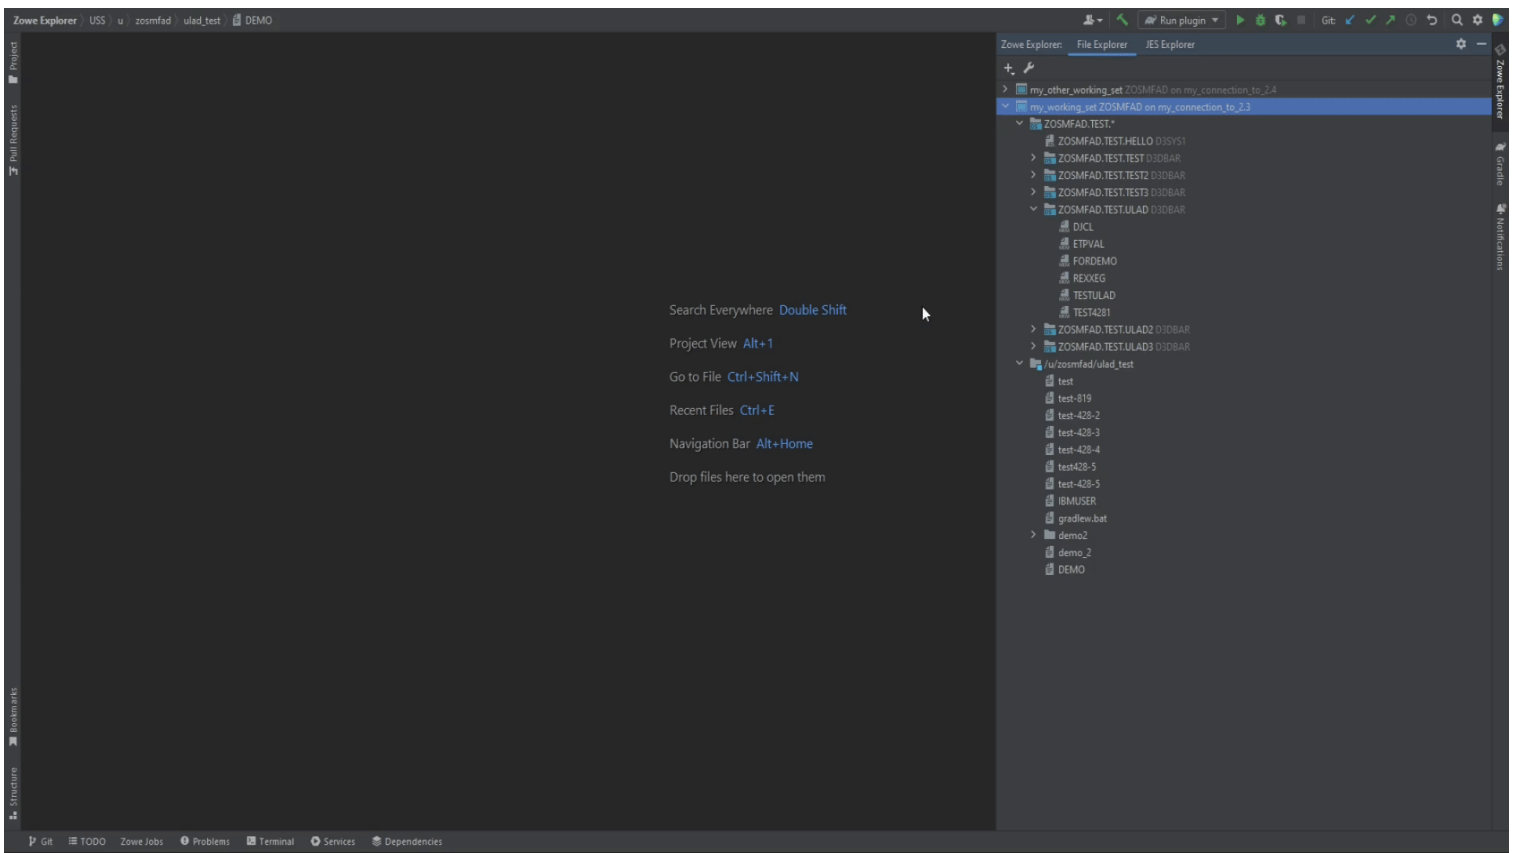 Zowe Explorer USS u zosmfad ulad_test DEMO
Run plugin
Git:
Project
Pull Requests
Bookmarks
Structure
Search Everywhere Double Shift
Project View Alt+1
Go to File Ctrl+Shift+N
Recent Files Ctrl+E
Navigation Bar Alt+Home
Drop files here to open them
Zowe Explorer: File Explorer JES Explorer
my_other_working_set ZOSMFAD on my_connection_to_2.4
my_working_set ZOSMFAD on my_connection_to_2.3
ZOSMFAD.TEST.*
ZOSMFAD.TEST.HELLO D3SYS1
ZOSMFAD.TEST.TEST D3DBAR
ZOSMFAD.TEST.TEST2 D3DBAR
ZOSMFAD.TEST.TEST3 D3DBAR
ZOSMFAD.TEST.ULAD D3DBAR
DJCL
ETPVAL
FORDEMO
REXXEG
TESTULAD
TEST4281
ZOSMFAD.TEST.ULAD2 D3DBAR
ZOSMFAD.TEST.ULAD3 D3DBAR
/u/zosmfad/ulad_test
test
test-819
test-428-2
test-428-3
test-428-4
test428-5
test-428-5
IBMUSER
gradlew.bat
demo2
demo_2
DEMO
Zowe Explorer
Gradle
Notifications
Git TODO Zowe Jobs Problems Terminal Services Dependencies